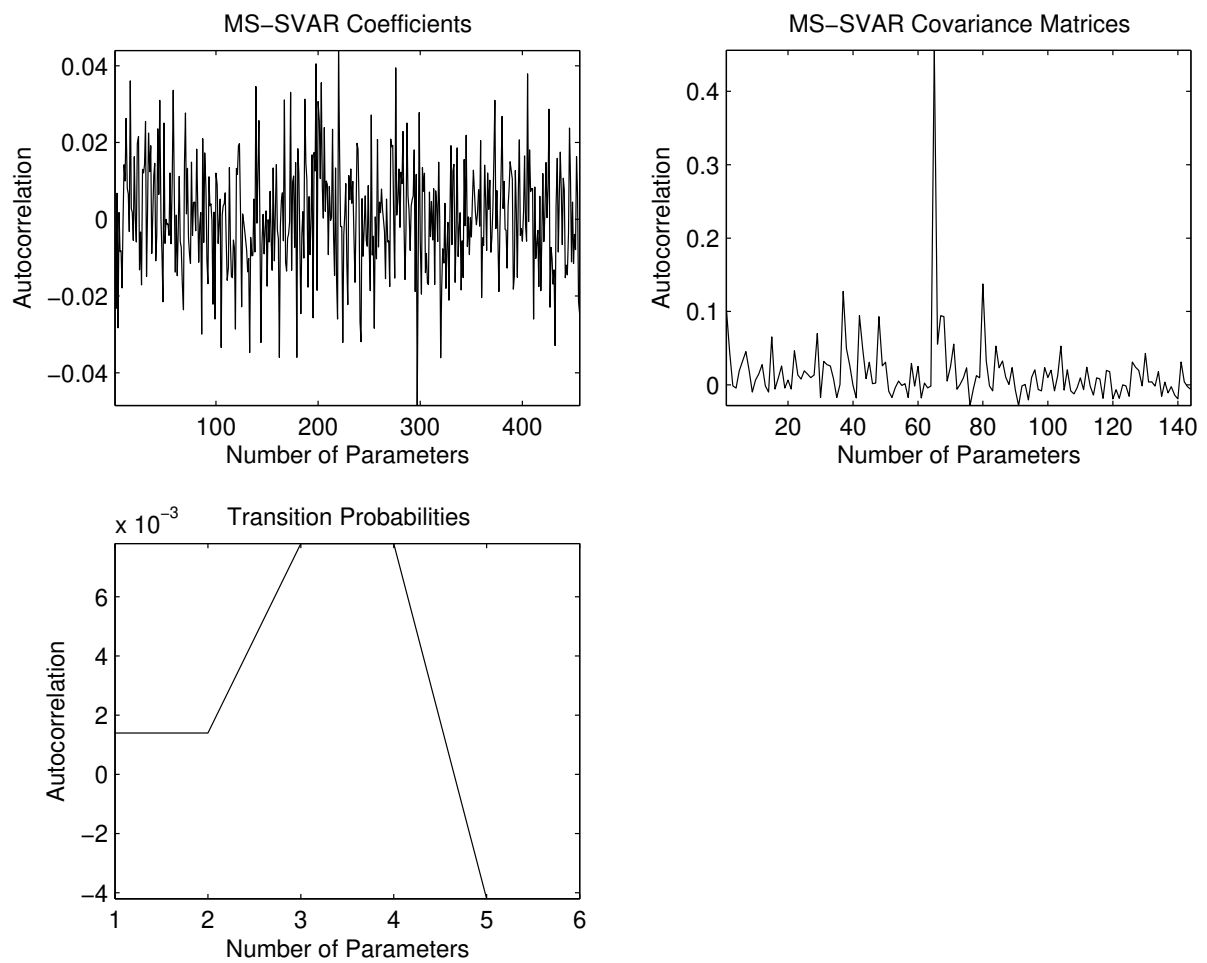 MS−SVAR Coefficients
0.04
0.02
0
−0.02
−0.04
Autocorrelation
100 200 300 400
Number of Parameters
MS−SVAR Covariance Matrices
0.4
0.3
0.2
0.1
0
Autocorrelation
20 40 60 80 100 120 140
Number of Parameters
x 10−3
Transition Probabilities
6
4
2
0
−2
−4
Autocorrelation
1 2 3 4 5 6
Number of Parameters